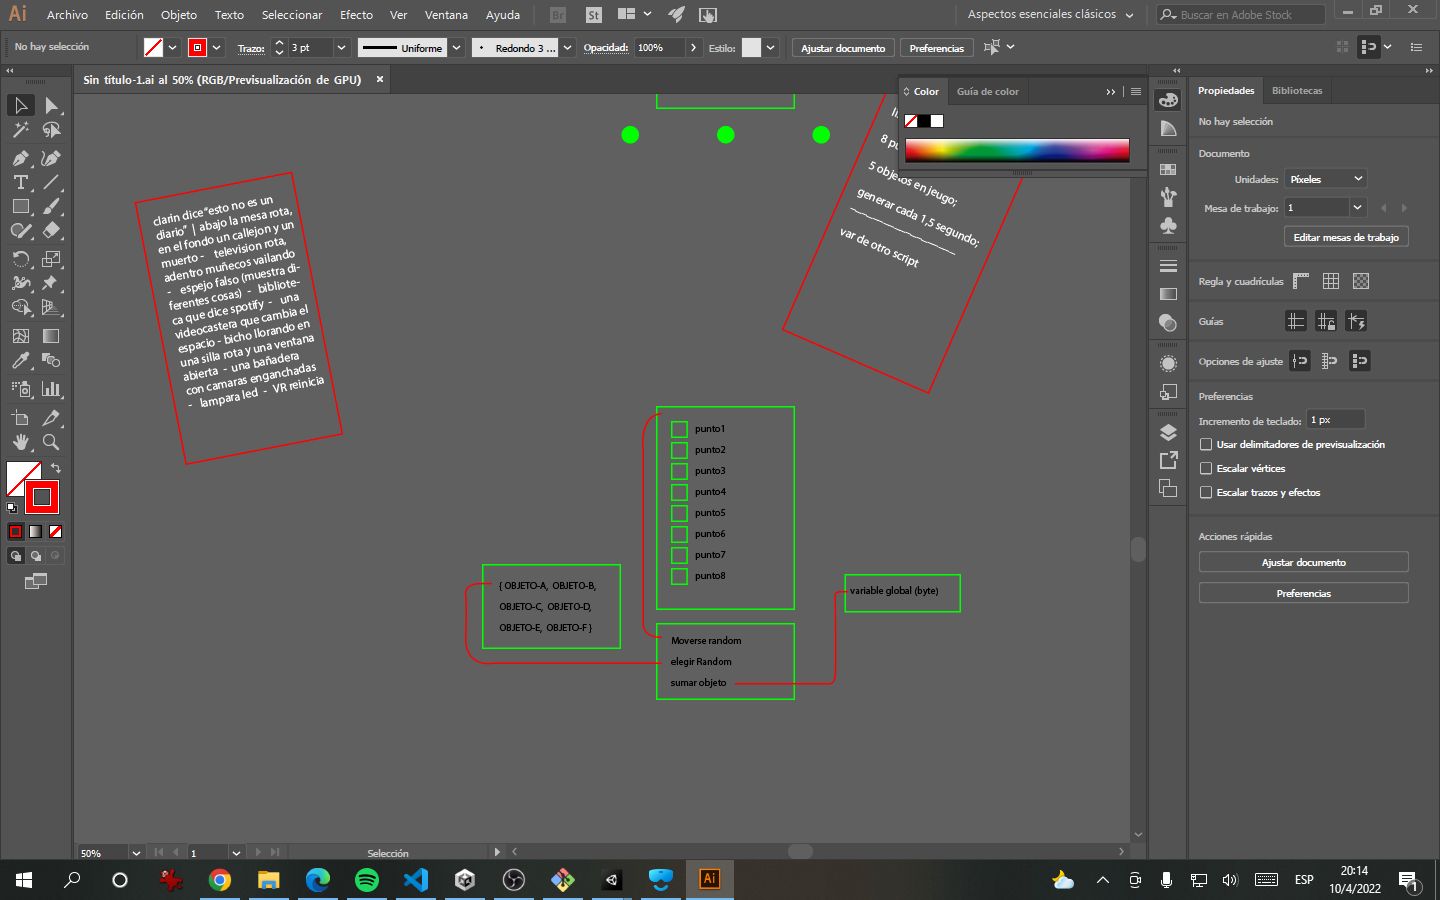 Ai Archivo Edición Objeto Texto Seleccionar Efecto Ver Ventana Ayuda Br St Aspectos esenciales clásicos Buscar en Adobe Stock
No hay selección Trazo: 3 pt Uniforme Redondo 3 ... Opacidad: 100% Estilo: Ajustar documento Preferencias
Sin título-1.ai al 50% (RGB/Previsualización de GPU)
clarin dice "esto no es un
diario" | abajo la mesa rota,
en el fondo un callejon y un
muerto - television rota,
adentro muñecos vailando
- espejo falso (muestra di-
ferentes cosas) - bibliote-
ca que dice spotify - una
videocastera que cambia el
espacio - bicho llorando en
una silla rota y una ventana
abierta - una bañadera
con camaras enganchadas
- lampara led - VR reinicia
8 pu
5 objetos en jeugo;
generar cada 1,5 segundo;
var de otro script
punto1
punto2
punto3
punto4
punto5
punto6
punto7
punto8
{ OBJETO-A, OBJETO-B,
OBJETO-C, OBJETO-D,
OBJETO-E, OBJETO-F }
Moverse random
elegir Random
sumar objeto
variable global (byte)
Color Guía de color
Propiedades Bibliotecas
No hay selección
Documento
Unidades: Píxeles
Mesa de trabajo: 1
Editar mesas de trabajo
Regla y cuadrículas
Guías
Opciones de ajuste
Preferencias
Incremento de teclado: 1 px
Usar delimitadores de previsualización
Escalar vértices
Escalar trazos y efectos
Acciones rápidas
Ajustar documento
Preferencias
50% 1 Selección
Ai ESP 20:14
10/4/2022 1